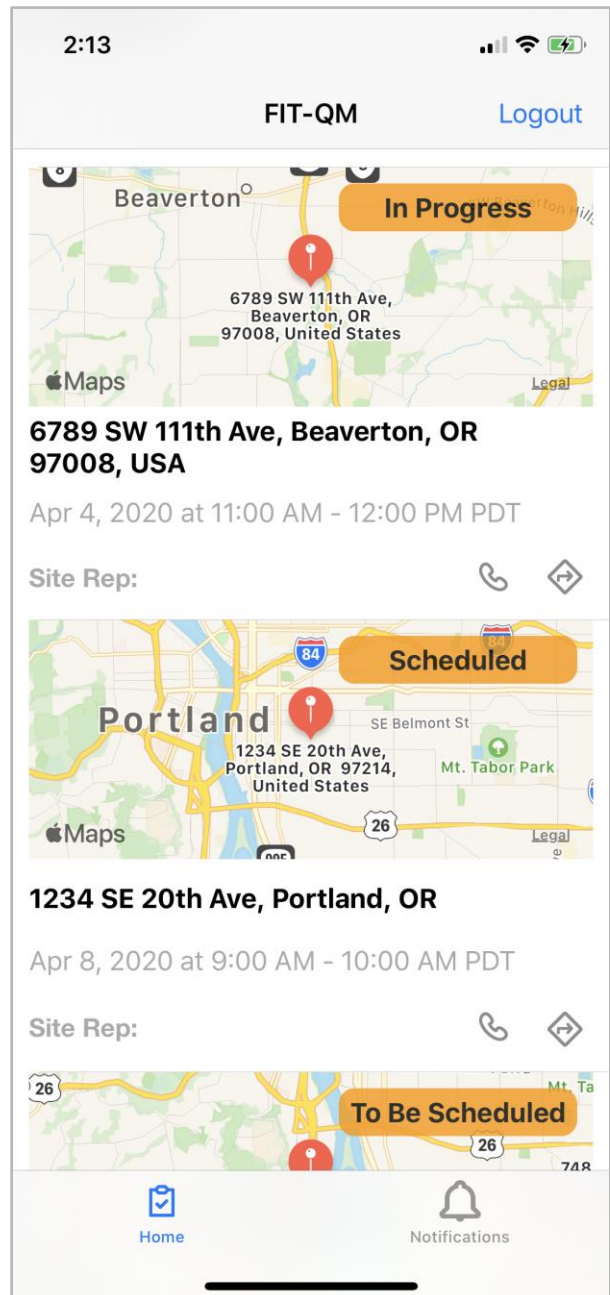 2:13
FIT-QM
Logout
8
Beaverton
In Progress
6789 SW 111th Ave,
Beaverton, OR
97008, United States
Maps
Legal
6789 SW 111th Ave, Beaverton, OR
97008, USA
Apr 4, 2020 at 11:00 AM - 12:00 PM PDT
Site Rep:
84
Scheduled
Portland
SE Belmont St
1234 SE 20th Ave,
Portland, OR 97214,
United States
Mt. Tabor Park
26
Maps
Legal
1234 SE 20th Ave, Portland, OR
Apr 8, 2020 at 9:00 AM - 10:00 AM PDT
Site Rep:
26
Mt. Ta
To Be Scheduled
26
748
Home
Notifications